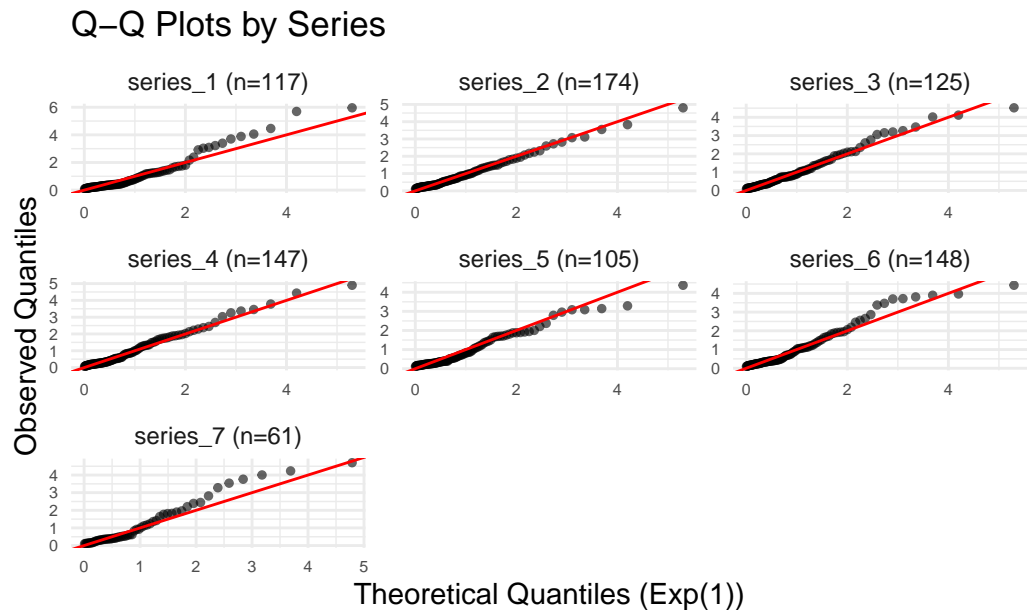 Q−Q Plots by Series
series_1 (n=117)
series_2 (n=174)
series_3 (n=125)
6
4
2
0
0 2 4
5
4
3
2
1
0
0 2 4
4
3
2
1
0
0 2 4
series_4 (n=147)
series_5 (n=105)
series_6 (n=148)
5
4
3
2
1
0
0 2 4
4
3
2
1
0
0 2 4
4
3
2
1
0
0 2 4
series_7 (n=61)
4
3
2
1
0
0 1 2 3 4 5
Observed Quantiles
Theoretical Quantiles (Exp(1))